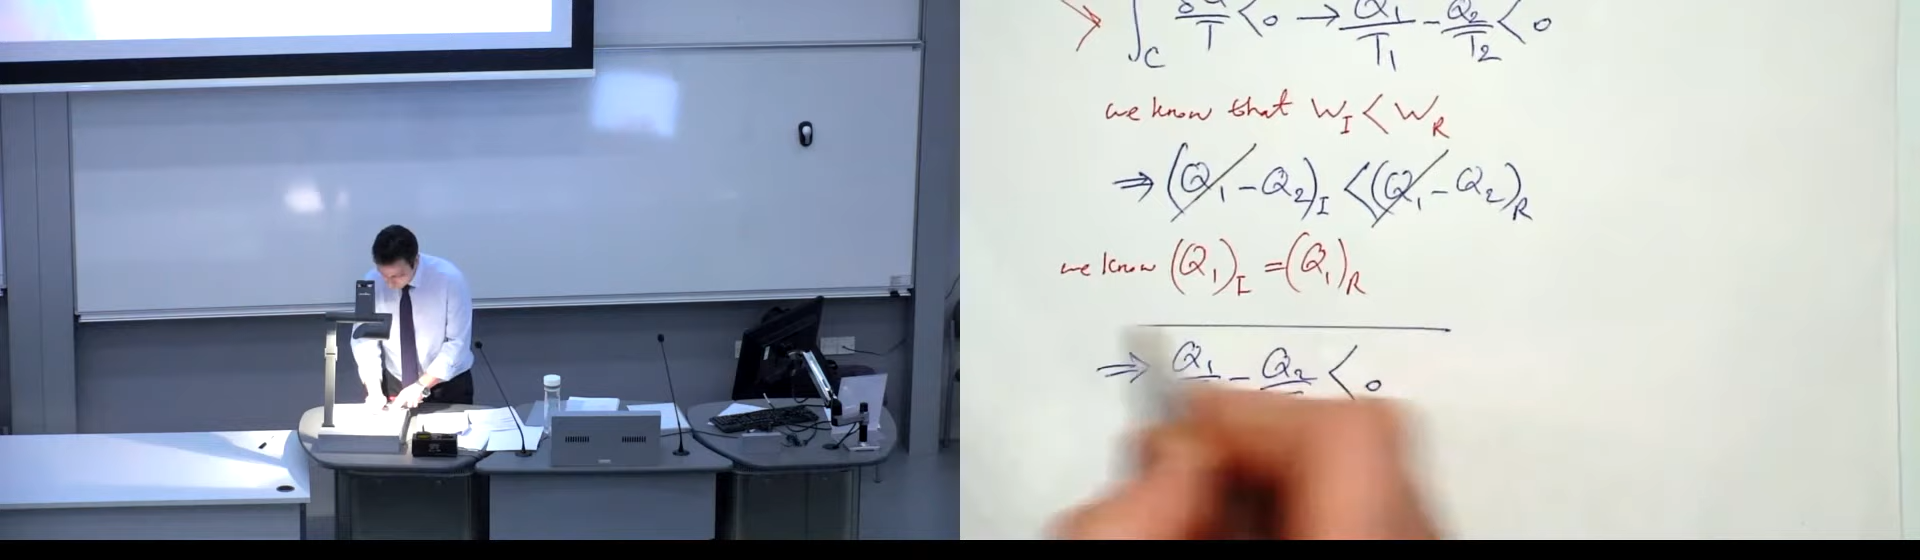 ⇒ ∫_C δQ/T < 0 → Q₁/T₁ - Q₂/T₂ < 0
we know that W_I < W_R
⇒ (Q₁ - Q₂)_I < (Q₁ - Q₂)_R
we know (Q₁)_I = (Q₁)_R
⇒ Q₁ - Q₂ < 0